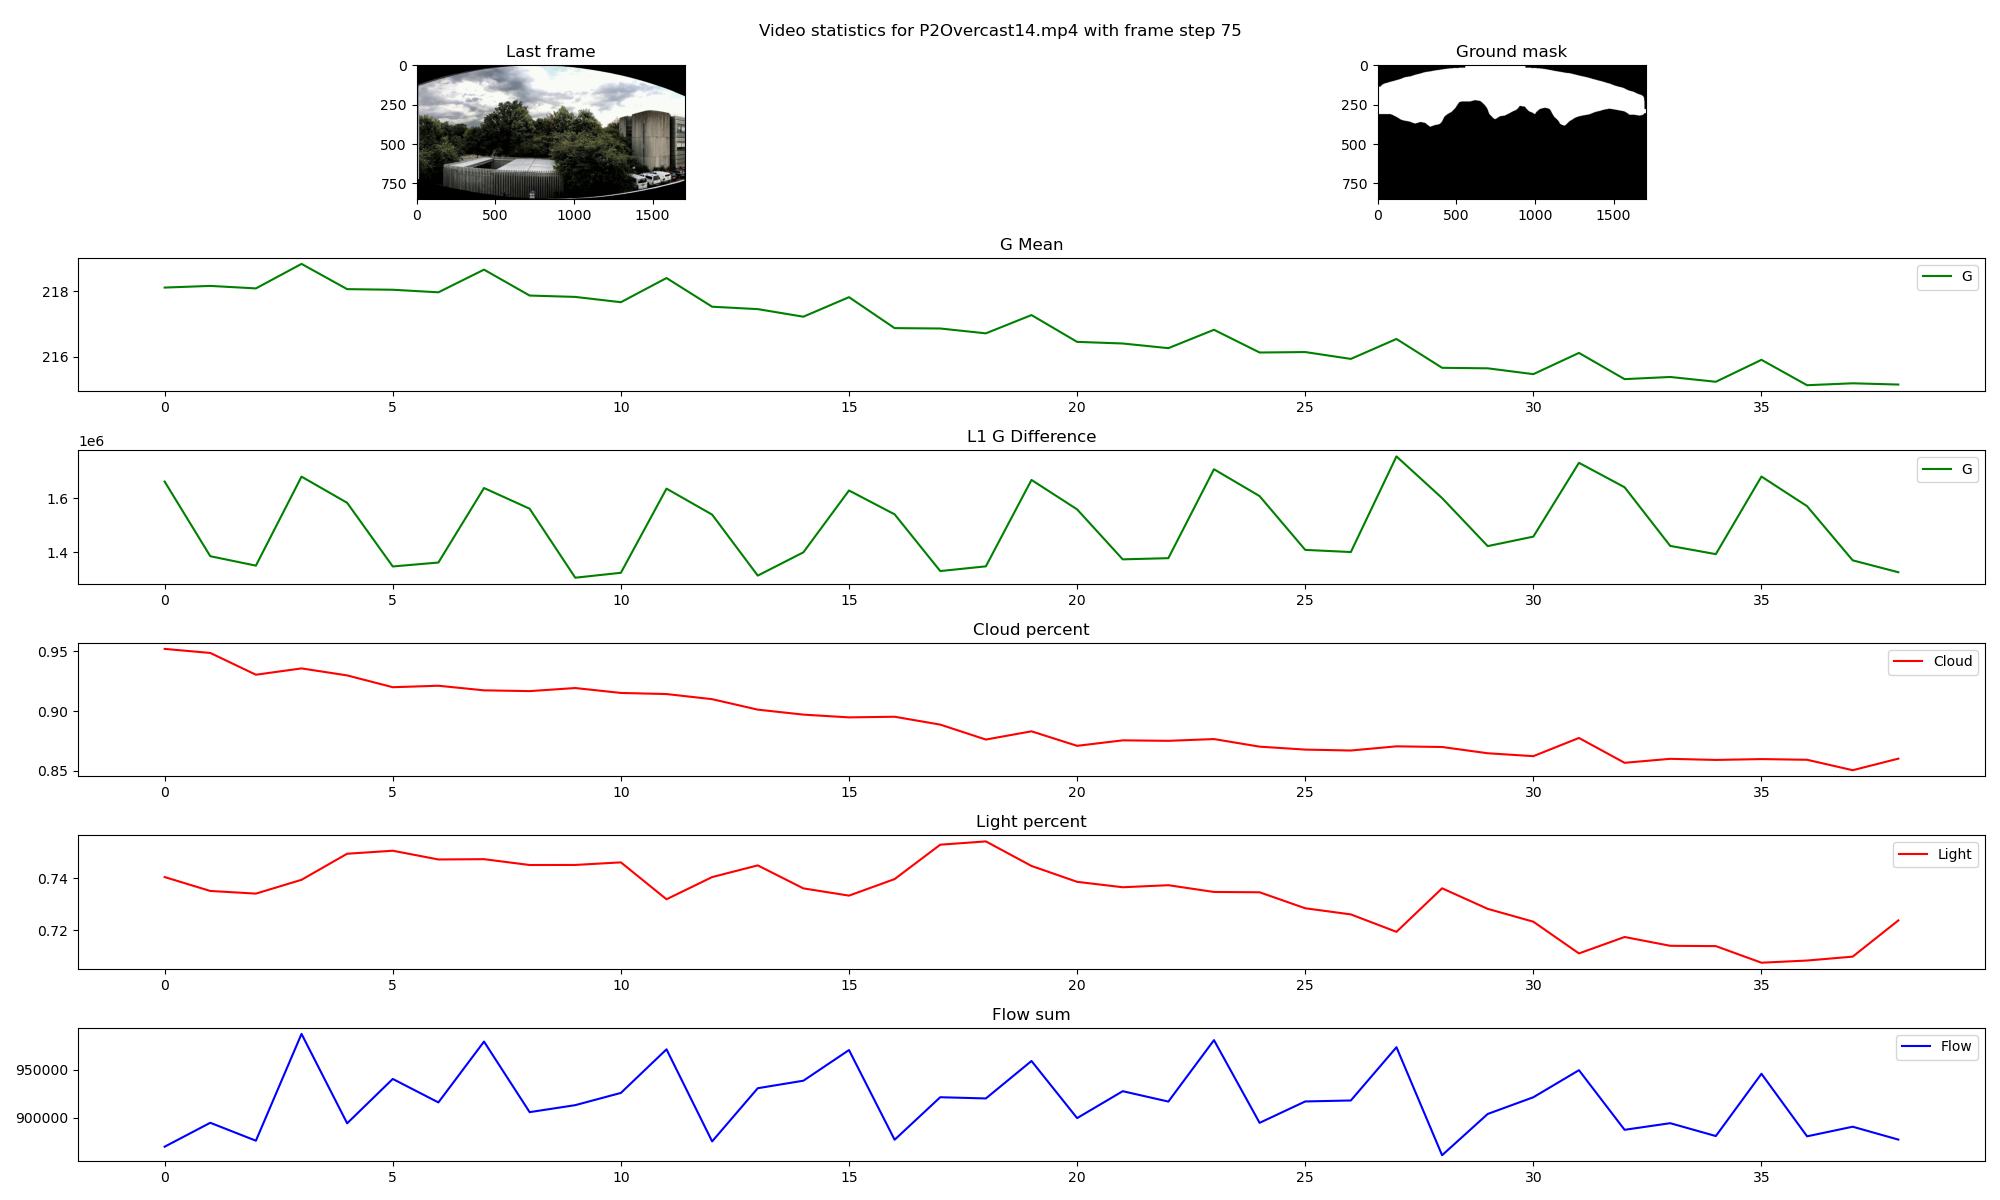 Video statistics for P2Overcast14.mp4 with frame step 75
Last frame
Ground mask
0
250
500
750
0 500 1000 1500
0
250
500
750
0 500 1000 1500
G Mean
218
216
G
0 5 10 15 20 25 30 35
L1 G Difference
1e6
1.6
1.4
G
0 5 10 15 20 25 30 35
Cloud percent
0.95
0.90
0.85
Cloud
0 5 10 15 20 25 30 35
Light percent
0.74
0.72
Light
0 5 10 15 20 25 30 35
Flow sum
950000
900000
Flow
0 5 10 15 20 25 30 35